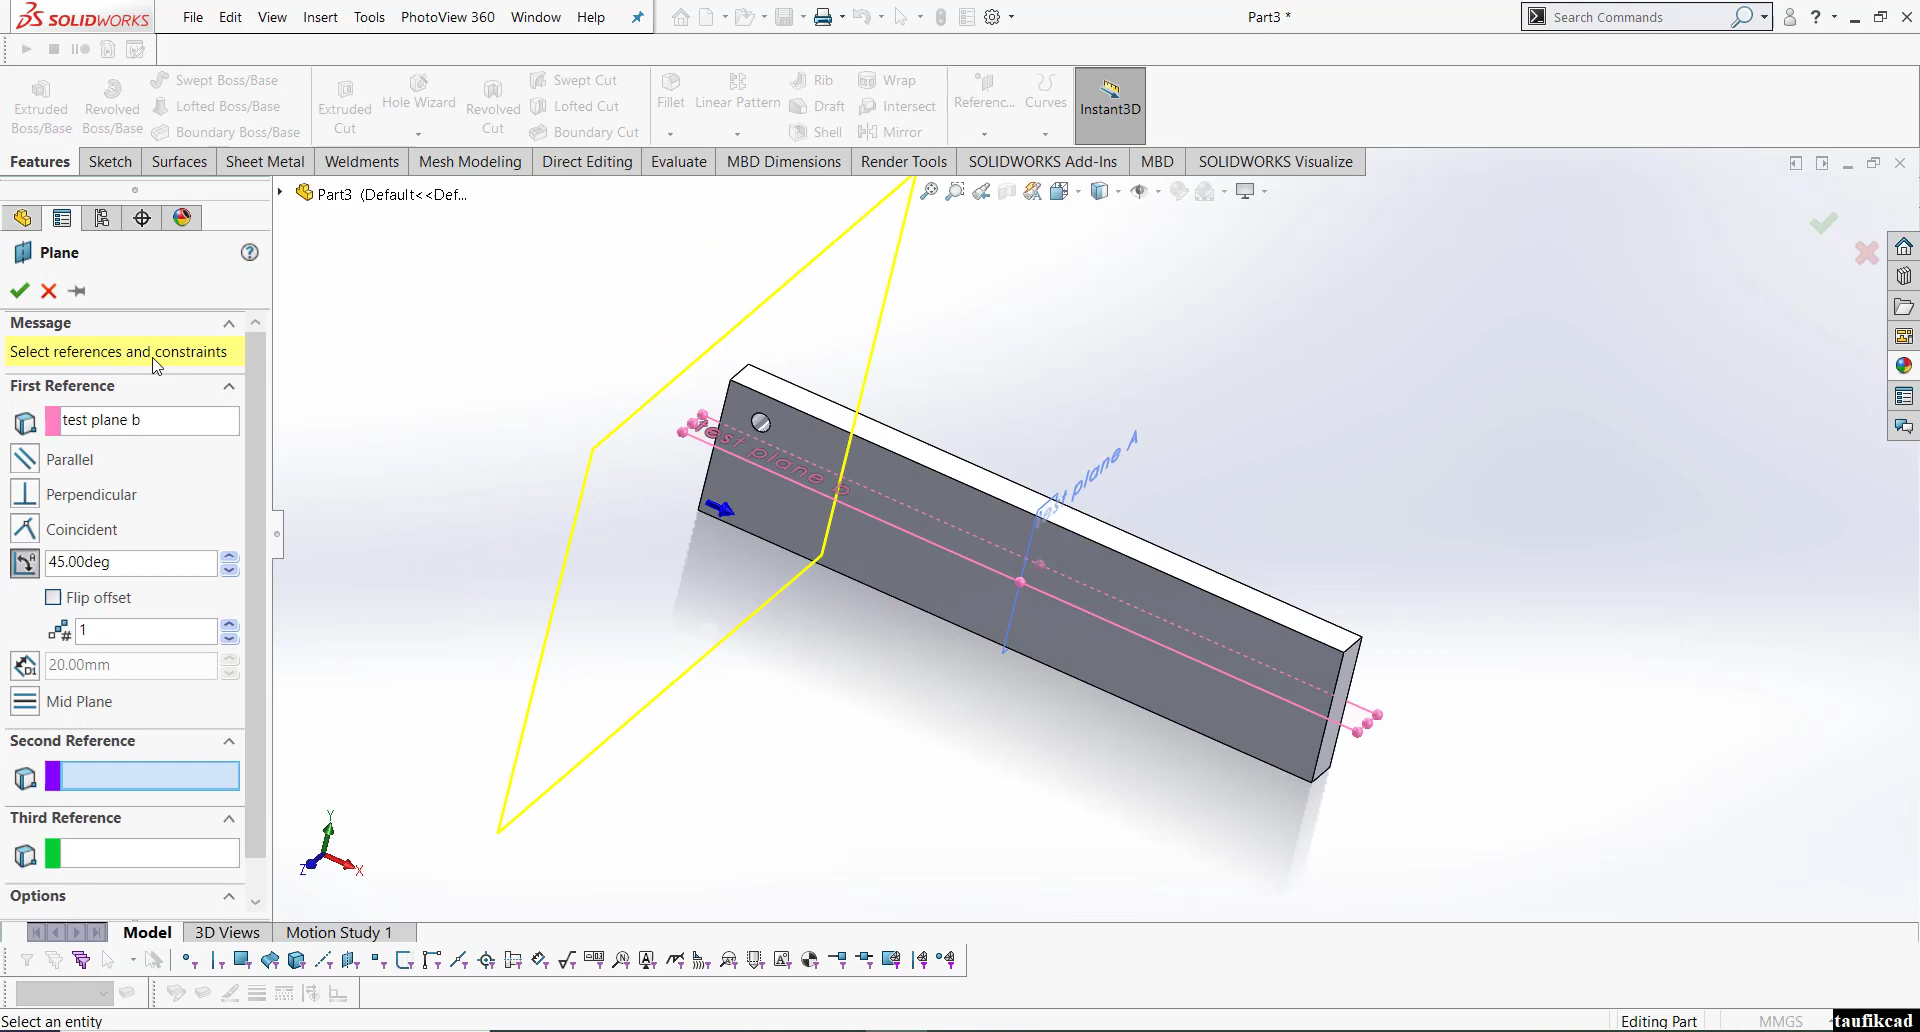 SOLIDWORKS File Edit View Insert Tools PhotoView 360 Window Help Part3 * Search Commands ?
Extruded Boss/Base
Revolved Boss/Base
Swept Boss/Base
Lofted Boss/Base
Boundary Boss/Base
Extruded Cut
Hole Wizard
Revolved Cut
Swept Cut
Lofted Cut
Boundary Cut
Fillet
Linear Pattern
Rib
Draft
Shell
Wrap
Intersect
Mirror
Referenc...
Curves
Instant3D
Features Sketch Surfaces Sheet Metal Weldments Mesh Modeling Direct Editing Evaluate MBD Dimensions Render Tools SOLIDWORKS Add-Ins MBD SOLIDWORKS Visualize
Part3 (Default<<Def...
Plane ?
Message
Select references and constraints
First Reference
test plane b
Parallel
Perpendicular
Coincident
45.00deg
Flip offset
# 1
D1 20.00mm
Mid Plane
Second Reference
Third Reference
Options
test plane b
test plane A
Y
Z X
Model 3D Views Motion Study 1
Select an entity Editing Part MMGS taufikcad